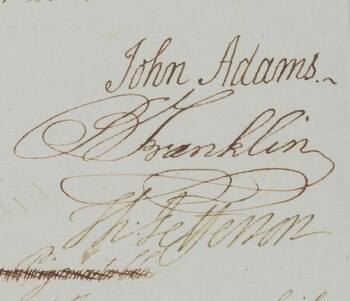 John Adams.
B Franklin
Th: Jefferson